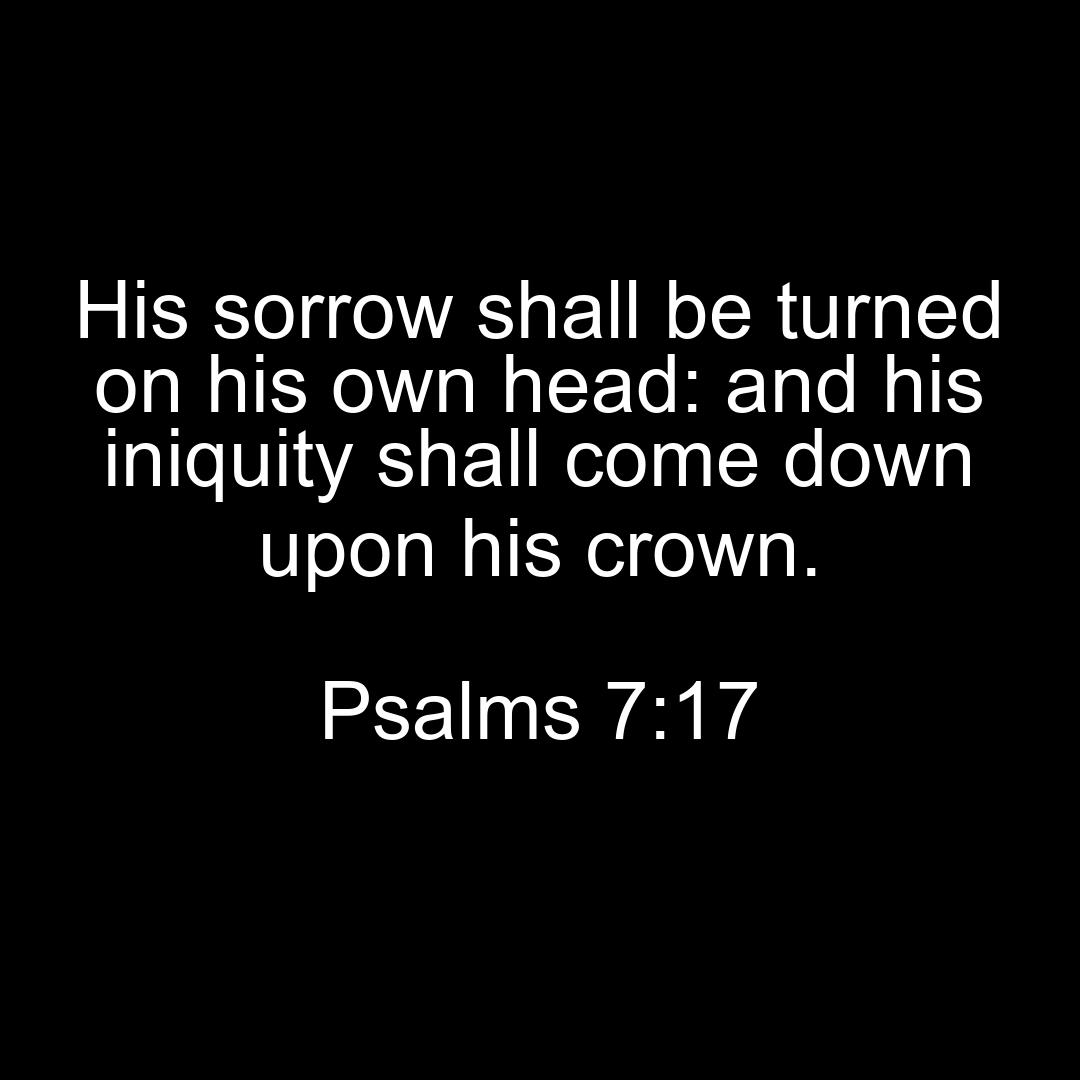 His sorrow shall be turned
on his own head: and his
iniquity shall come down
upon his crown.
Psalms 7:17